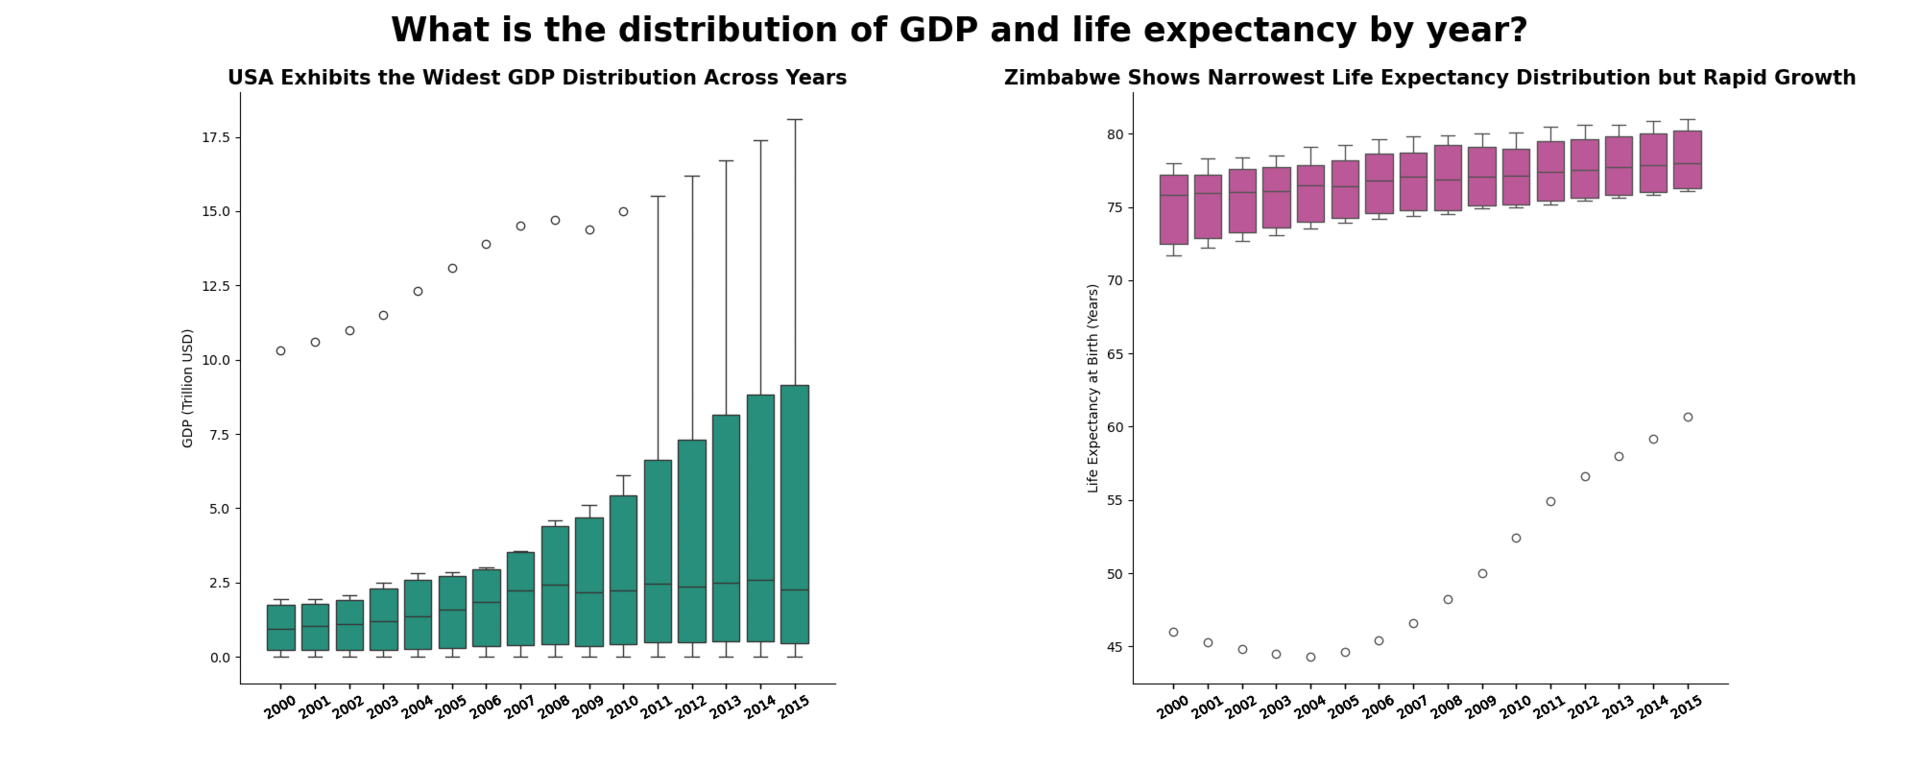 What is the distribution of GDP and life expectancy by year?
USA Exhibits the Widest GDP Distribution Across Years
GDP (Trillion USD)
17.5
15.0
12.5
10.0
7.5
5.0
2.5
0.0
2000 2001 2002 2003 2004 2005 2006 2007 2008 2009 2010 2011 2012 2013 2014 2015
Zimbabwe Shows Narrowest Life Expectancy Distribution but Rapid Growth
Life Expectancy at Birth (Years)
80
75
70
65
60
55
50
45
2000 2001 2002 2003 2004 2005 2006 2007 2008 2009 2010 2011 2012 2013 2014 2015